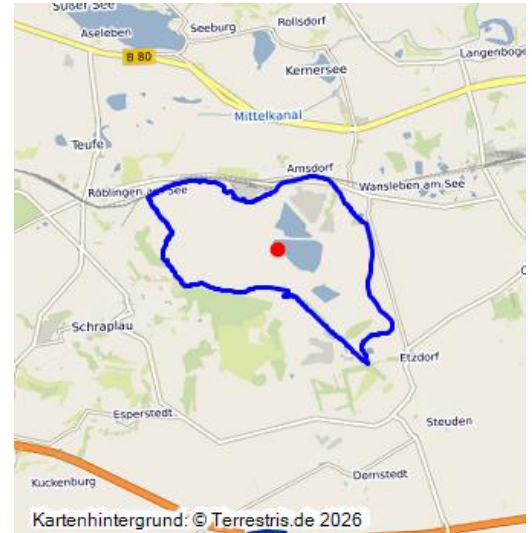 Süßer See
Aseleben
Seeburg
Rollsdorf
B 80
Kernersee
Langenboge
Mittelkanal
Teufe
Amsdorf
Röblingen am See
Wansleben am See
Schraplau
Etzdorf
Esperstedt
Steuden
Dornstedt
Kuckenburg
Kartenhintergrund: © Terrestris.de 2026